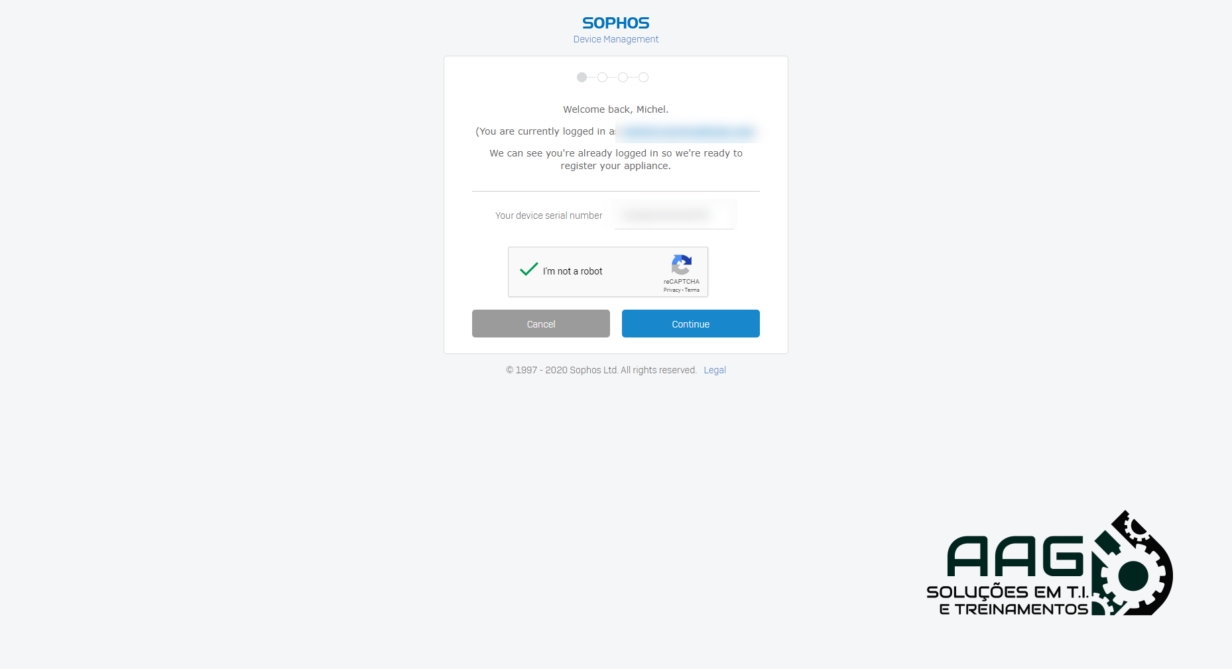 SOPHOS
Device Management
Welcome back, Michel.
(You are currently logged in a
We can see you're already logged in so we're ready to
register your appliance.
Your device serial number
I'm not a robot
reCAPTCHA
Privacy - Terms
Cancel
Continue
© 1997 - 2020 Sophos Ltd. All rights reserved. Legal
AAG
SOLUÇÕES EM T.I.
E TREINAMENTOS